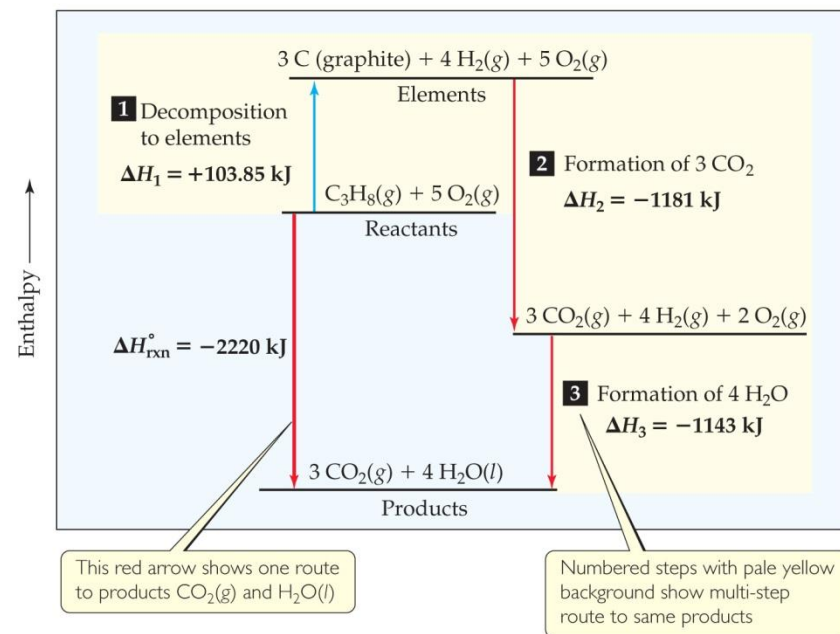 3 C (graphite) + 4 H₂(g) + 5 O₂(g)
Elements
1 Decomposition
to elements
ΔH₁ = +103.85 kJ
2 Formation of 3 CO₂
ΔH₂ = −1181 kJ
C₃H₈(g) + 5 O₂(g)
Reactants
Enthalpy
ΔH°rxn = −2220 kJ
3 CO₂(g) + 4 H₂(g) + 2 O₂(g)
3 Formation of 4 H₂O
ΔH₃ = −1143 kJ
3 CO₂(g) + 4 H₂O(l)
Products
This red arrow shows one route
to products CO₂(g) and H₂O(l)
Numbered steps with pale yellow
background show multi-step
route to same products